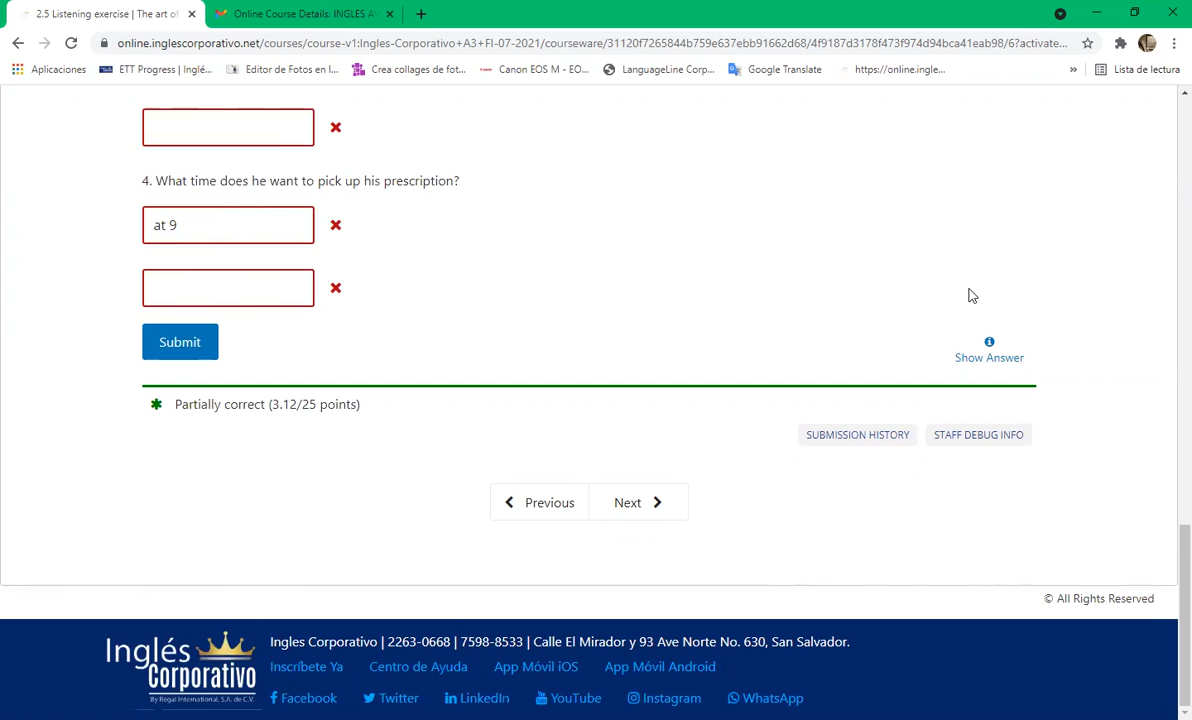 2.5 Listening exercise | The art of
Online Course Details: INGLES A
online.inglescorporativo.net/courses/course-v1:Ingles-Corporativo+A3+FI-07-2021/courseware/31120f7265844b759e637ebb91662d68/4f9187d3178f473f974d94bca41eab98/6?activate...
Aplicaciones
ETT Progress | Inglé...
Editor de Fotos en l...
Crea collages de fot...
Canon EOS M - EO...
LanguageLine Corp...
Google Translate
https://online.ingle...
»
Lista de lectura
4. What time does he want to pick up his prescription?
at 9
Submit
Show Answer
Partially correct (3.12/25 points)
SUBMISSION HISTORY
STAFF DEBUG INFO
Previous
Next
© All Rights Reserved
Inglés
Corporativo
By Regal International, S.A. de C.V.
Ingles Corporativo | 2263-0668 | 7598-8533 | Calle El Mirador y 93 Ave Norte No. 630, San Salvador.
Inscríbete Ya
Centro de Ayuda
App Móvil iOS
App Móvil Android
Facebook
Twitter
LinkedIn
YouTube
Instagram
WhatsApp